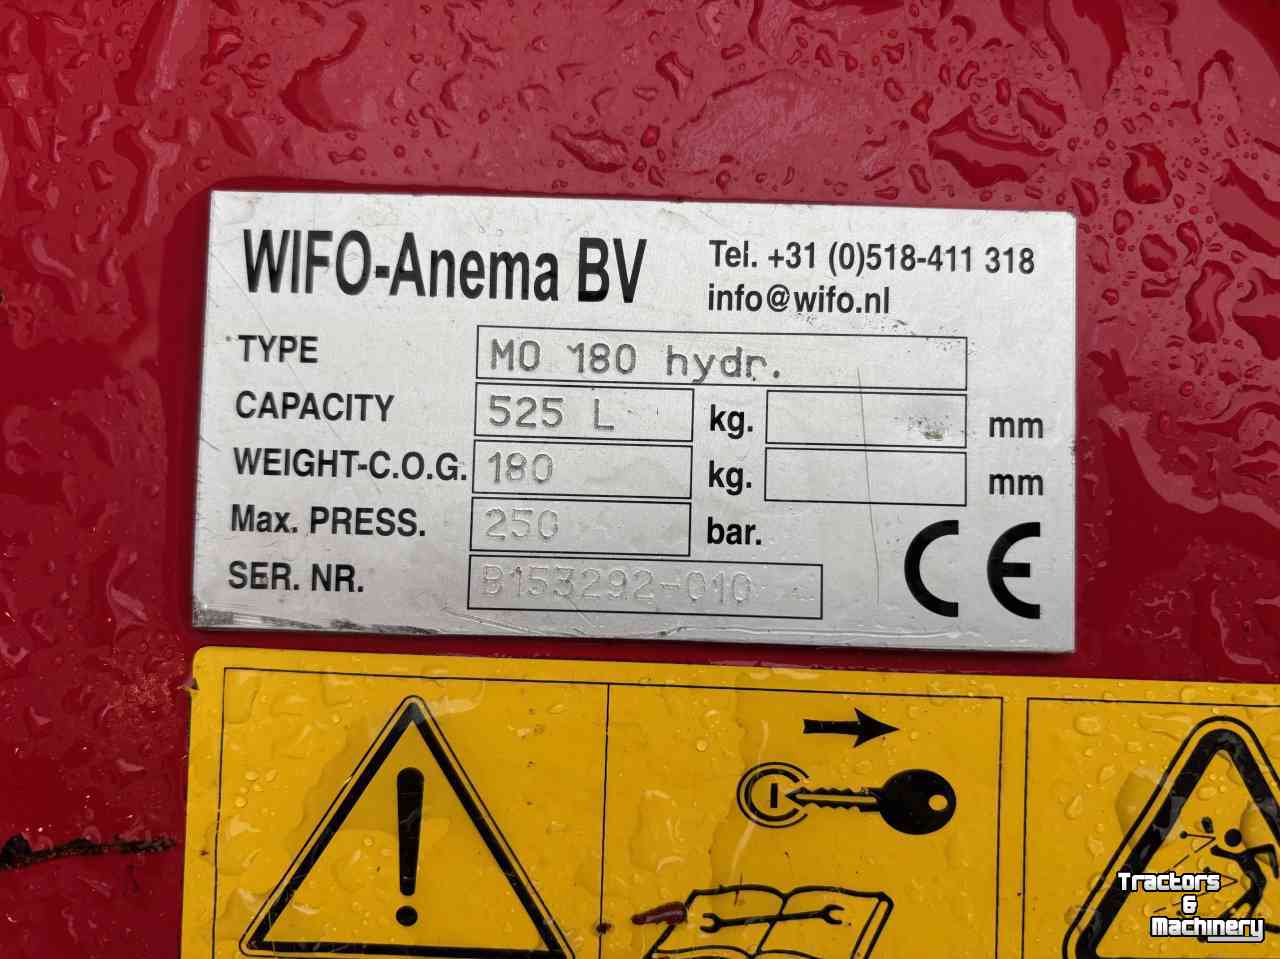 WIFO-Anema BV
Tel. +31 (0)518-411 318
info@wifo.nl
TYPE MO 180 hydr.
CAPACITY 525 L kg. mm
WEIGHT-C.O.G. 180 kg. mm
Max. PRESS. 250 bar.
SER. NR. B153292-010
CE
Tractors
&
Machinery